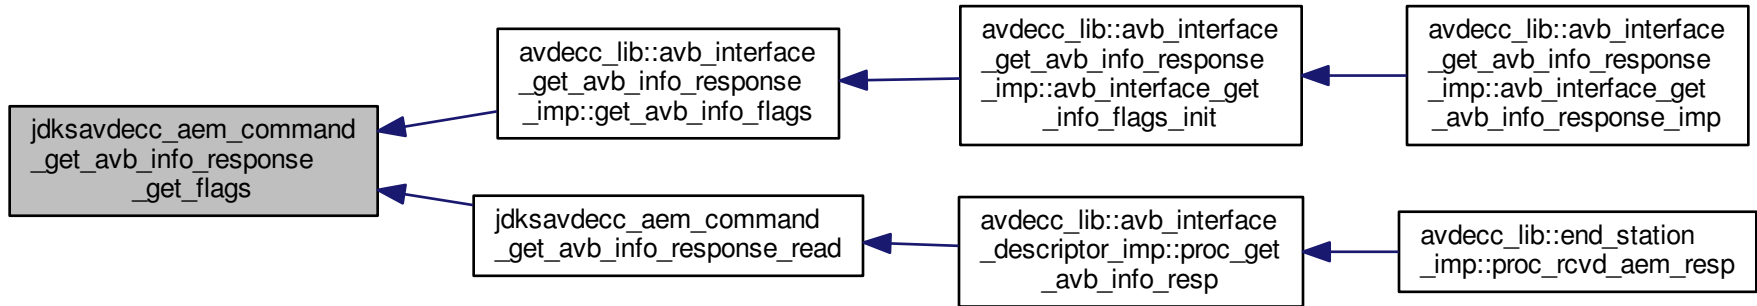 jdksavdecc_aem_command
_get_avb_info_response
_get_flags
avdecc_lib::avb_interface
_get_avb_info_response
_imp::get_avb_info_flags
avdecc_lib::avb_interface
_get_avb_info_response
_imp::avb_interface_get
_info_flags_init
avdecc_lib::avb_interface
_get_avb_info_response
_imp::avb_interface_get
_avb_info_response_imp
jdksavdecc_aem_command
_get_avb_info_response_read
avdecc_lib::avb_interface
_descriptor_imp::proc_get
_avb_info_resp
avdecc_lib::end_station
_imp::proc_rcvd_aem_resp